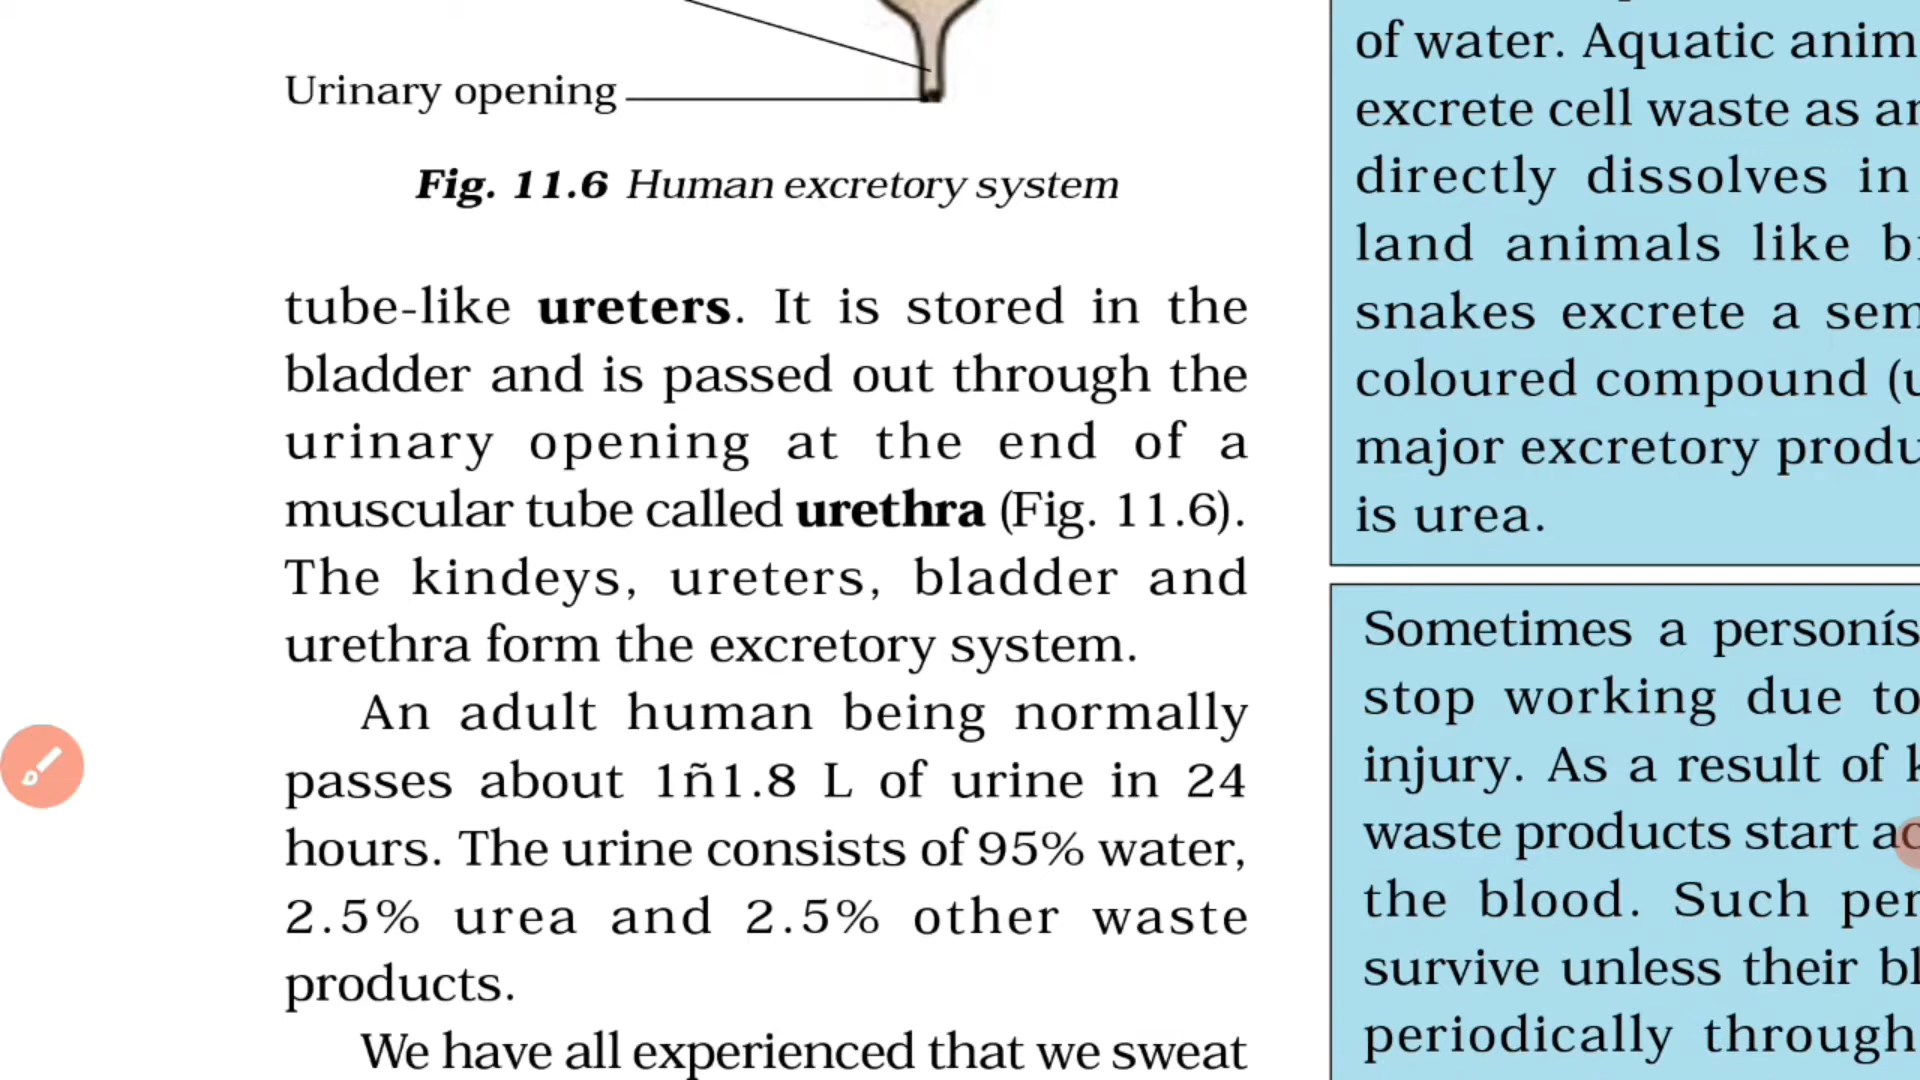 Urinary opening
Fig. 11.6 Human excretory system
tube-like ureters. It is stored in the
bladder and is passed out through the
urinary opening at the end of a
muscular tube called urethra (Fig. 11.6).
The kindeys, ureters, bladder and
urethra form the excretory system.
An adult human being normally
passes about 1ñ1.8 L of urine in 24
hours. The urine consists of 95% water,
2.5% urea and 2.5% other waste
products.
We have all experienced that we sweat
of water. Aquatic
excrete cell waste as
directly dissolves in
land animals like
snakes excrete a
coloured compound
major excretory
is urea.
Sometimes a personís
stop working due to
injury. As a result of
waste products start
the blood. Such
survive unless their
periodically through